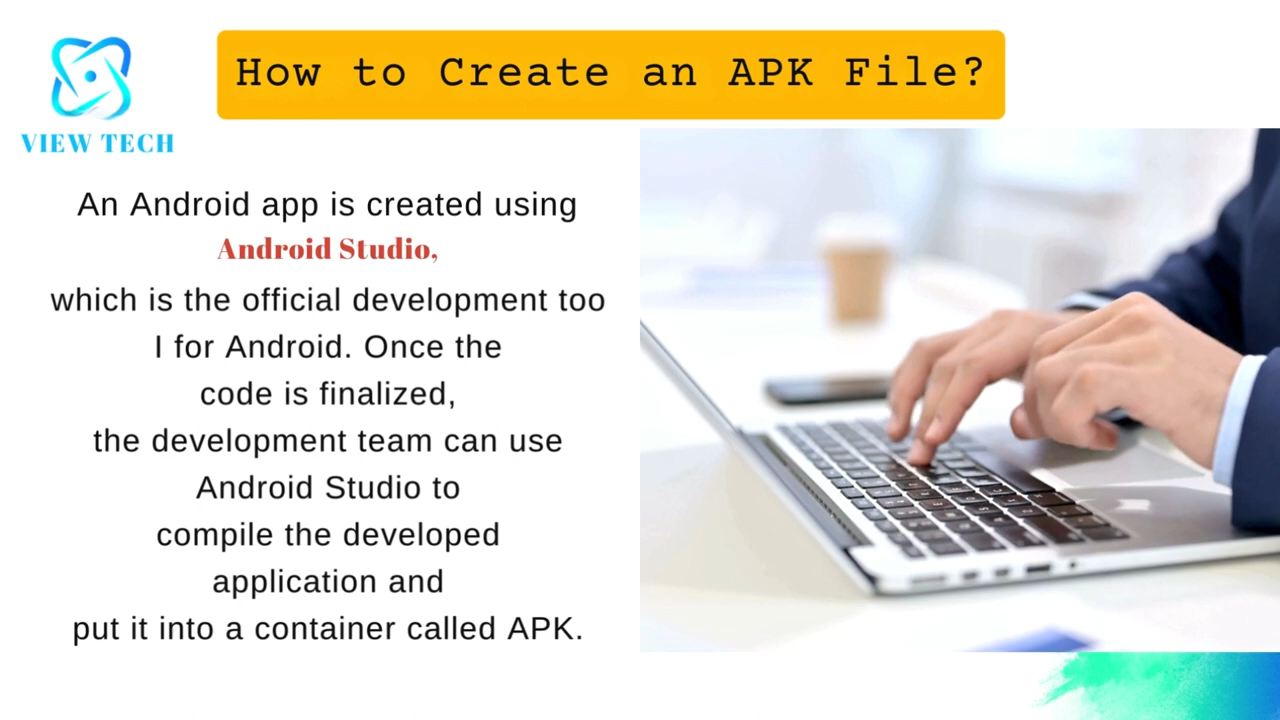 How to Create an APK File?
VIEW TECH
An Android app is created using
Android Studio,
which is the official development too
l for Android. Once the
code is finalized,
the development team can use
Android Studio to
compile the developed
application and
put it into a container called APK.